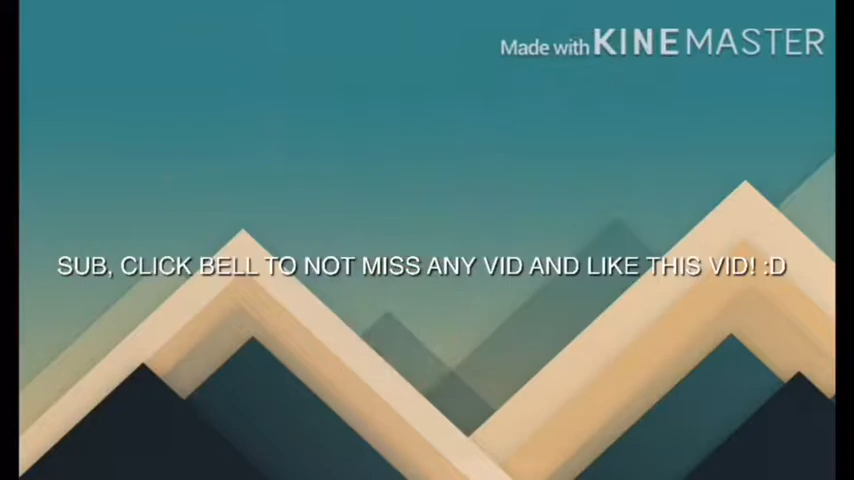 Made with KINEMASTER
SUB, CLICK BELL TO NOT MISS ANY VID AND LIKE THIS VID! :D